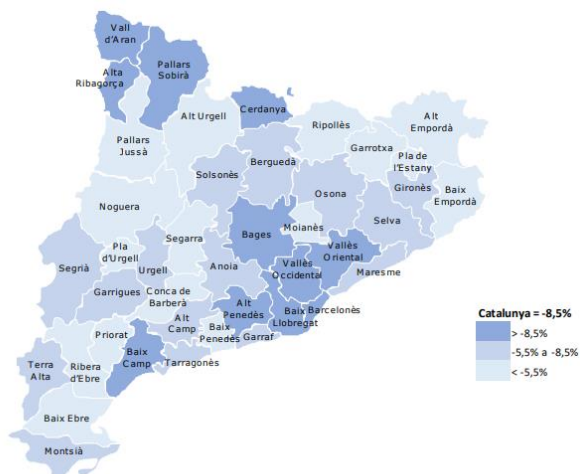 Vall
d'Aran
Alta
Ribagorça
Pallars
Sobirà
Cerdanya
Alt Urgell
Ripollès
Alt
Empordà
Pallars
Jussà
Garrotxa
Pla de
l'Estany
Berguedà
Solsonès
Osona
Gironès
Baix
Empordà
Noguera
Selva
Bages
Moianès
Segarra
Pla
d'Urgell
Vallès
Oriental
Segrià
Urgell
Anoia
Vallès
Occidental
Maresme
Garrigues
Conca de
Barberà
Alt
Penedès
Baix
Llobregat
Barcelonès
Alt
Camp
Priorat
Baix
Penedès
Garraf
Baix
Camp
Tarragonès
Terra
Alta
Ribera
d'Ebre
Baix Ebre
Montsià
Catalunya = -8,5%
> -8,5%
-5,5% a -8,5%
< -5,5%